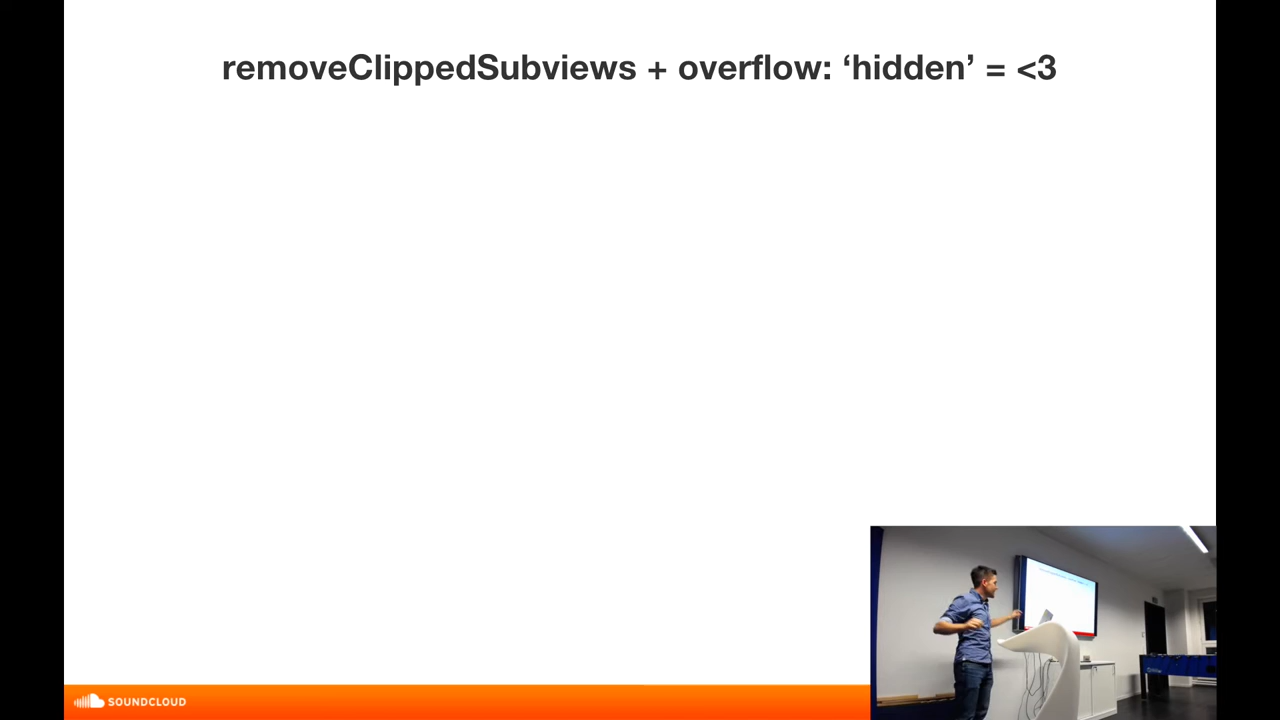 removeClippedSubviews + overflow: ‘hidden’ = <3
SOUNDCLOUD